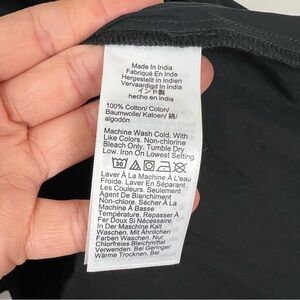 Made In India
Fabriqué En Inde
Hergestellt In Indien
Vervaardigd In India
インド製
hecho en india
100% Cotton/ Coton/
Baumwolle/ Katoen/ 綿/
algodón
Machine Wash Cold. With
Like Colors. Non-chlorine
Bleach Only. Tumble Dry
Low. Iron On Lowest Setting.
30
Laver À La Machine À L'eau
Froide. Laver En Séparant
Les Couleurs. Seulement
Agent De Blanchiment
Non-chlore. Sécher À La
Machine À Basse
Température. Repasser À
Fer Doux.
In Der Maschine Kalt
Waschen. Mit Ähnlichen
Farben Waschen. Nur
Chlorfreies Bleichmittel
Verwenden. Bei Geringer
Wärme Trocknen. Bei